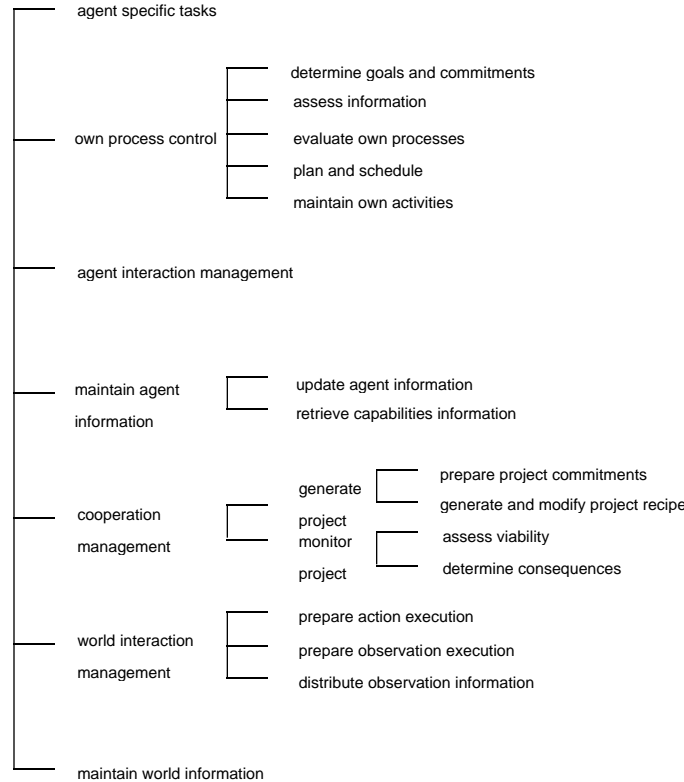 agent specific tasks
determine goals and commitments
assess information
own process control
evaluate own processes
plan and schedule
maintain own activities
agent interaction management
maintain agent
information
update agent information
retrieve capabilities information
cooperation
management
generate
project
prepare project commitments
generate and modify project recipe
monitor
project
assess viability
determine consequences
world interaction
management
prepare action execution
prepare observation execution
distribute observation information
maintain world information